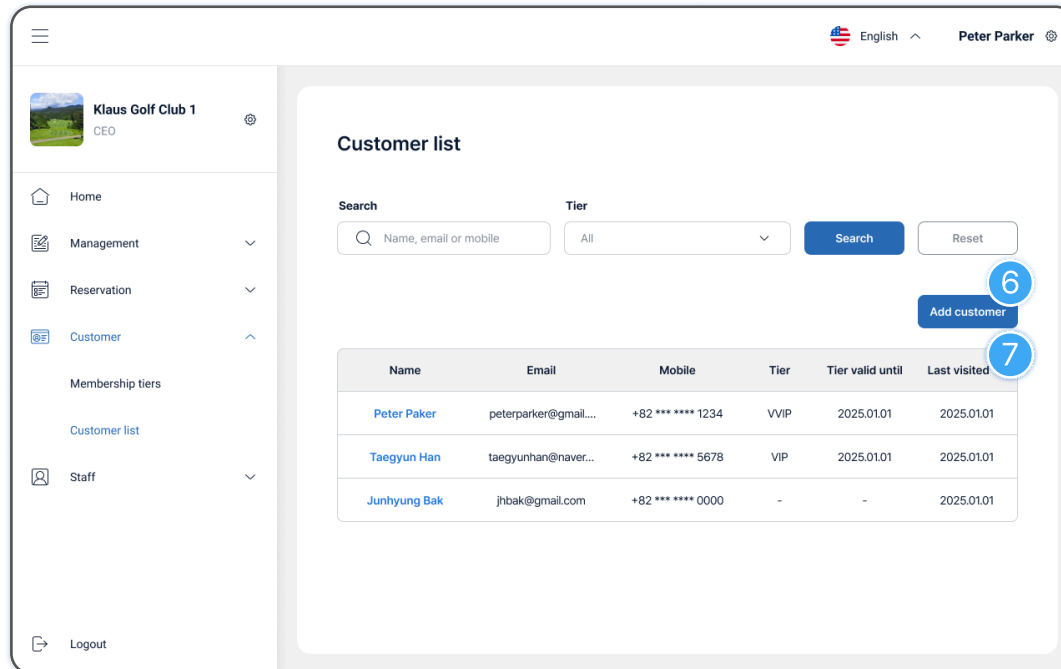 English
Peter Parker
Klaus Golf Club 1
CEO
Home
Management
Reservation
Customer
Membership tiers
Customer list
Staff
Logout
Customer list
Search Tier
Name, email or mobile All Search Reset
6
Add customer
7
Name Email Mobile Tier Tier valid until Last visited
Peter Paker peterparker@gmail.... +82 *** **** 1234 VVIP 2025.01.01 2025.01.01
Taegyun Han taegyunhan@naver... +82 *** **** 5678 VIP 2025.01.01 2025.01.01
Junhyung Bak jhbak@gmail.com +82 *** **** 0000 - - 2025.01.01